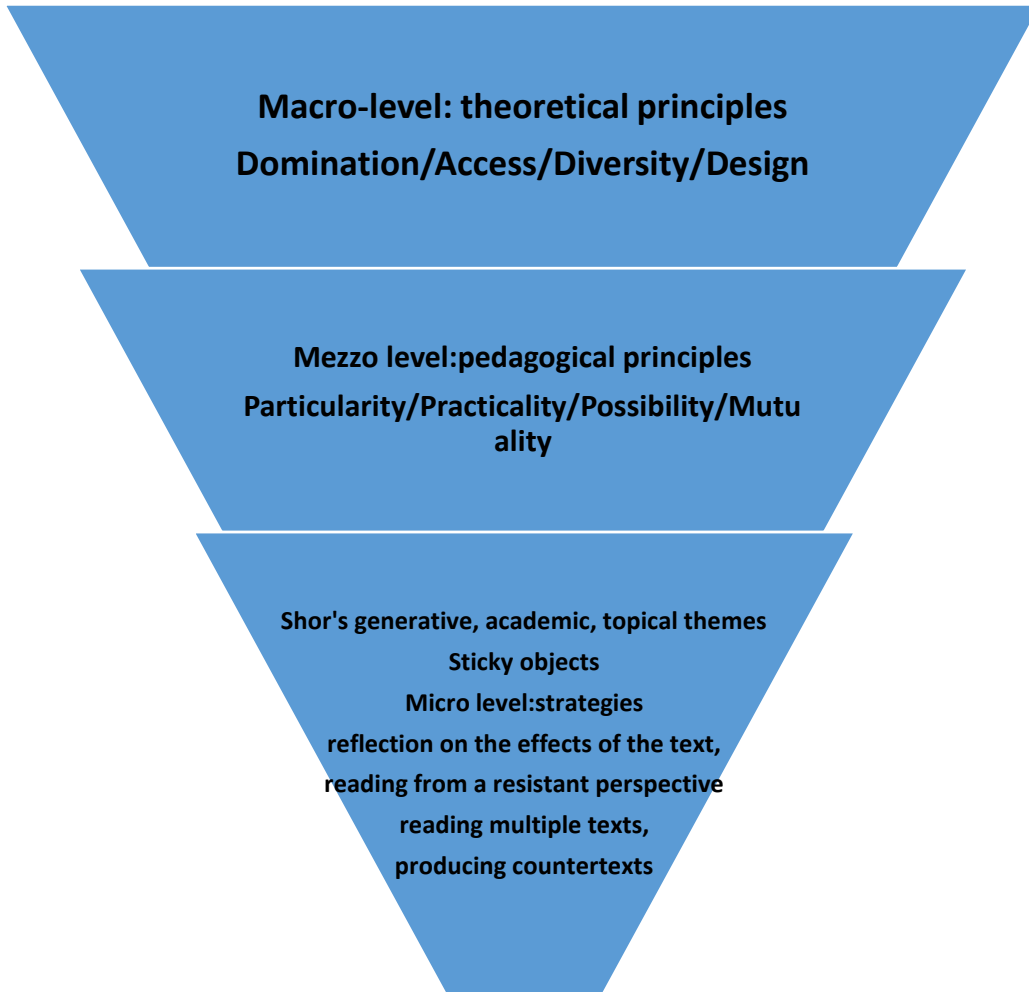 Macro-level: theoretical principles
Domination/Access/Diversity/Design
Mezzo level:pedagogical principles
Particularity/Practicality/Possibility/Mutu
ality
Shor's generative, academic, topical themes
Sticky objects
Micro level:strategies
reflection on the effects of the text,
reading from a resistant perspective
reading multiple texts,
producing countertexts